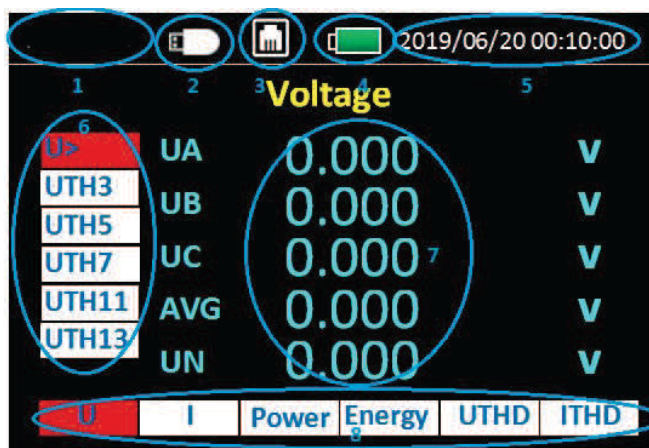 2019/06/20 00:10:00
1 2 3 4 5
Voltage
6
U> UA 0.000 V
UTH3
UB 0.000 V
UTH5
UTH7 UC 0.000 7 V
UTH11 AVG 0.000 V
UTH13
UN 0.000 V
U I Power Energy UTHD ITHD
8